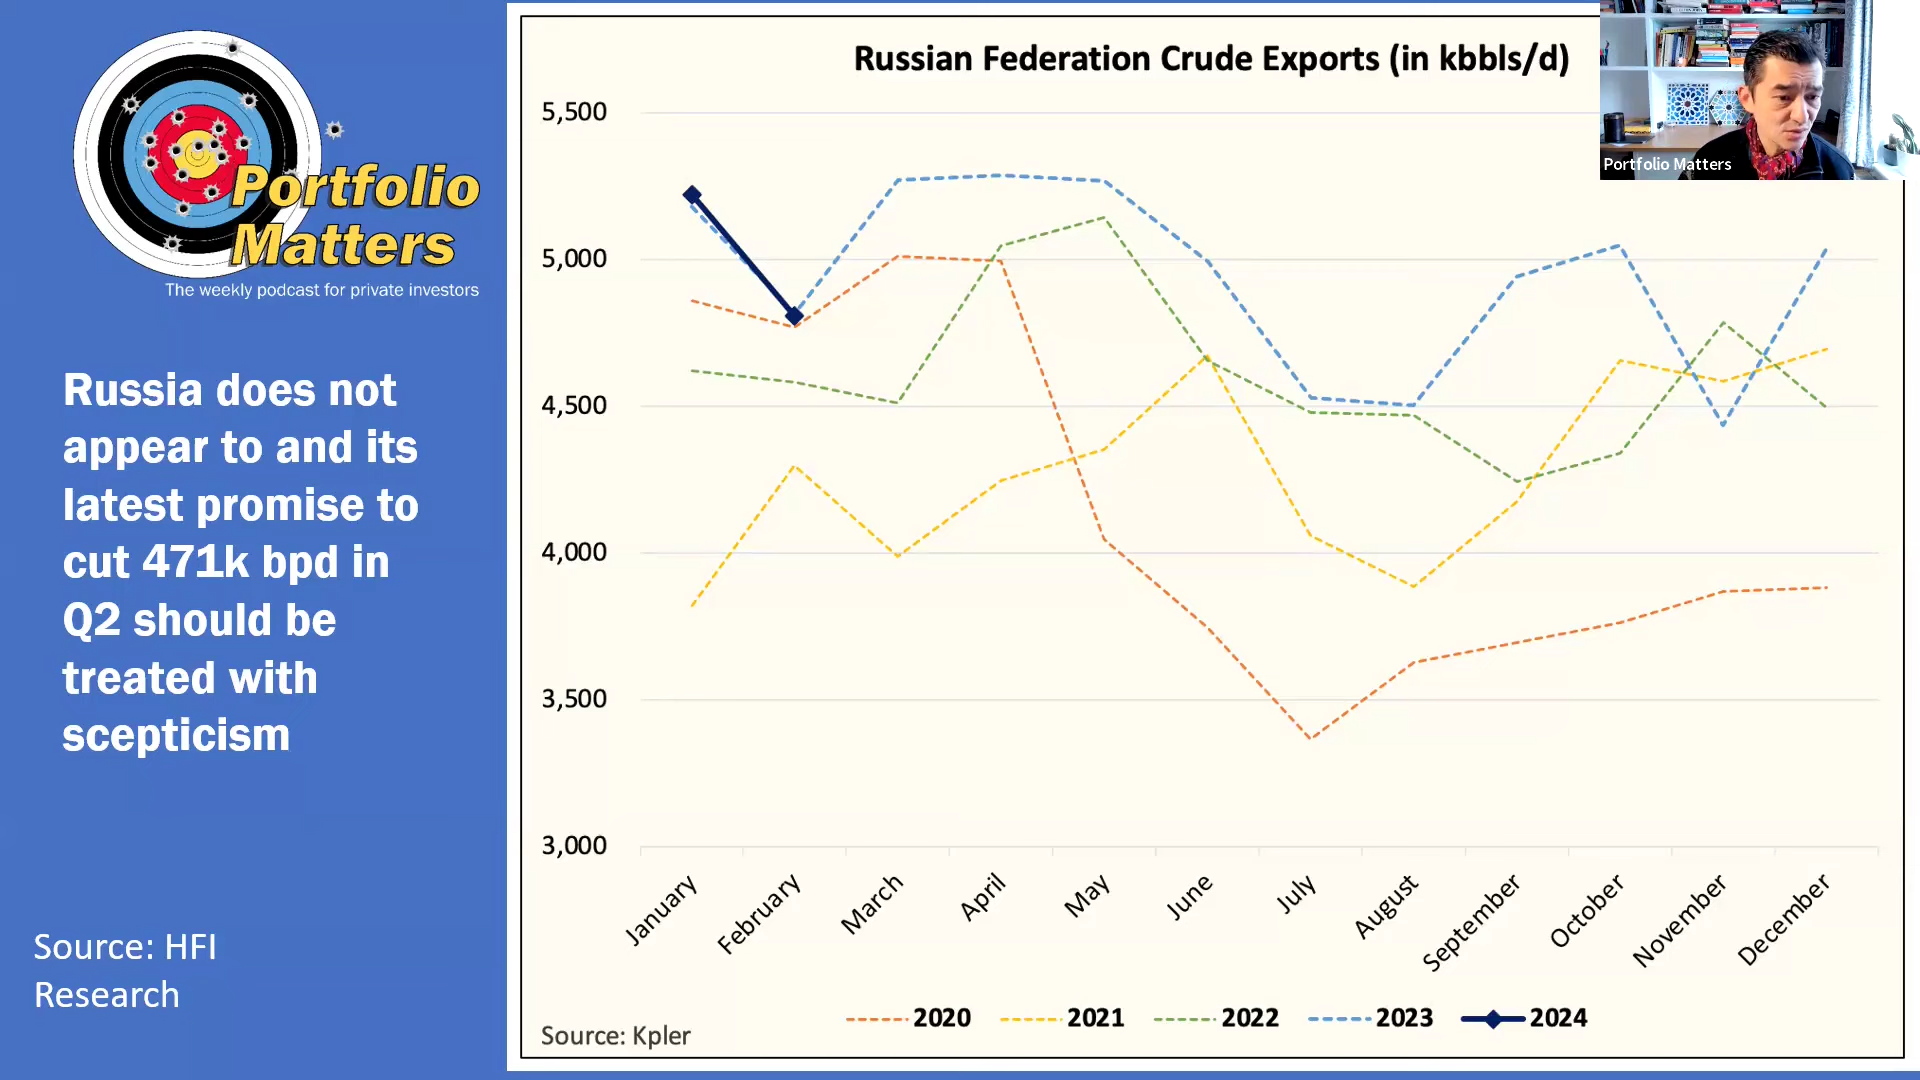 Portfolio
Matters
The weekly podcast for private investors
Russia does not
appear to and its
latest promise to
cut 471k bpd in
Q2 should be
treated with
scepticism
Source: HFI
Research
Russian Federation Crude Exports (in kbbls/d)
5,500
5,000
4,500
4,000
3,500
3,000
January
February
March
April
May
June
July
August
September
October
November
December
2020
2021
2022
2023
2024
Source: Kpler
Portfolio Matters